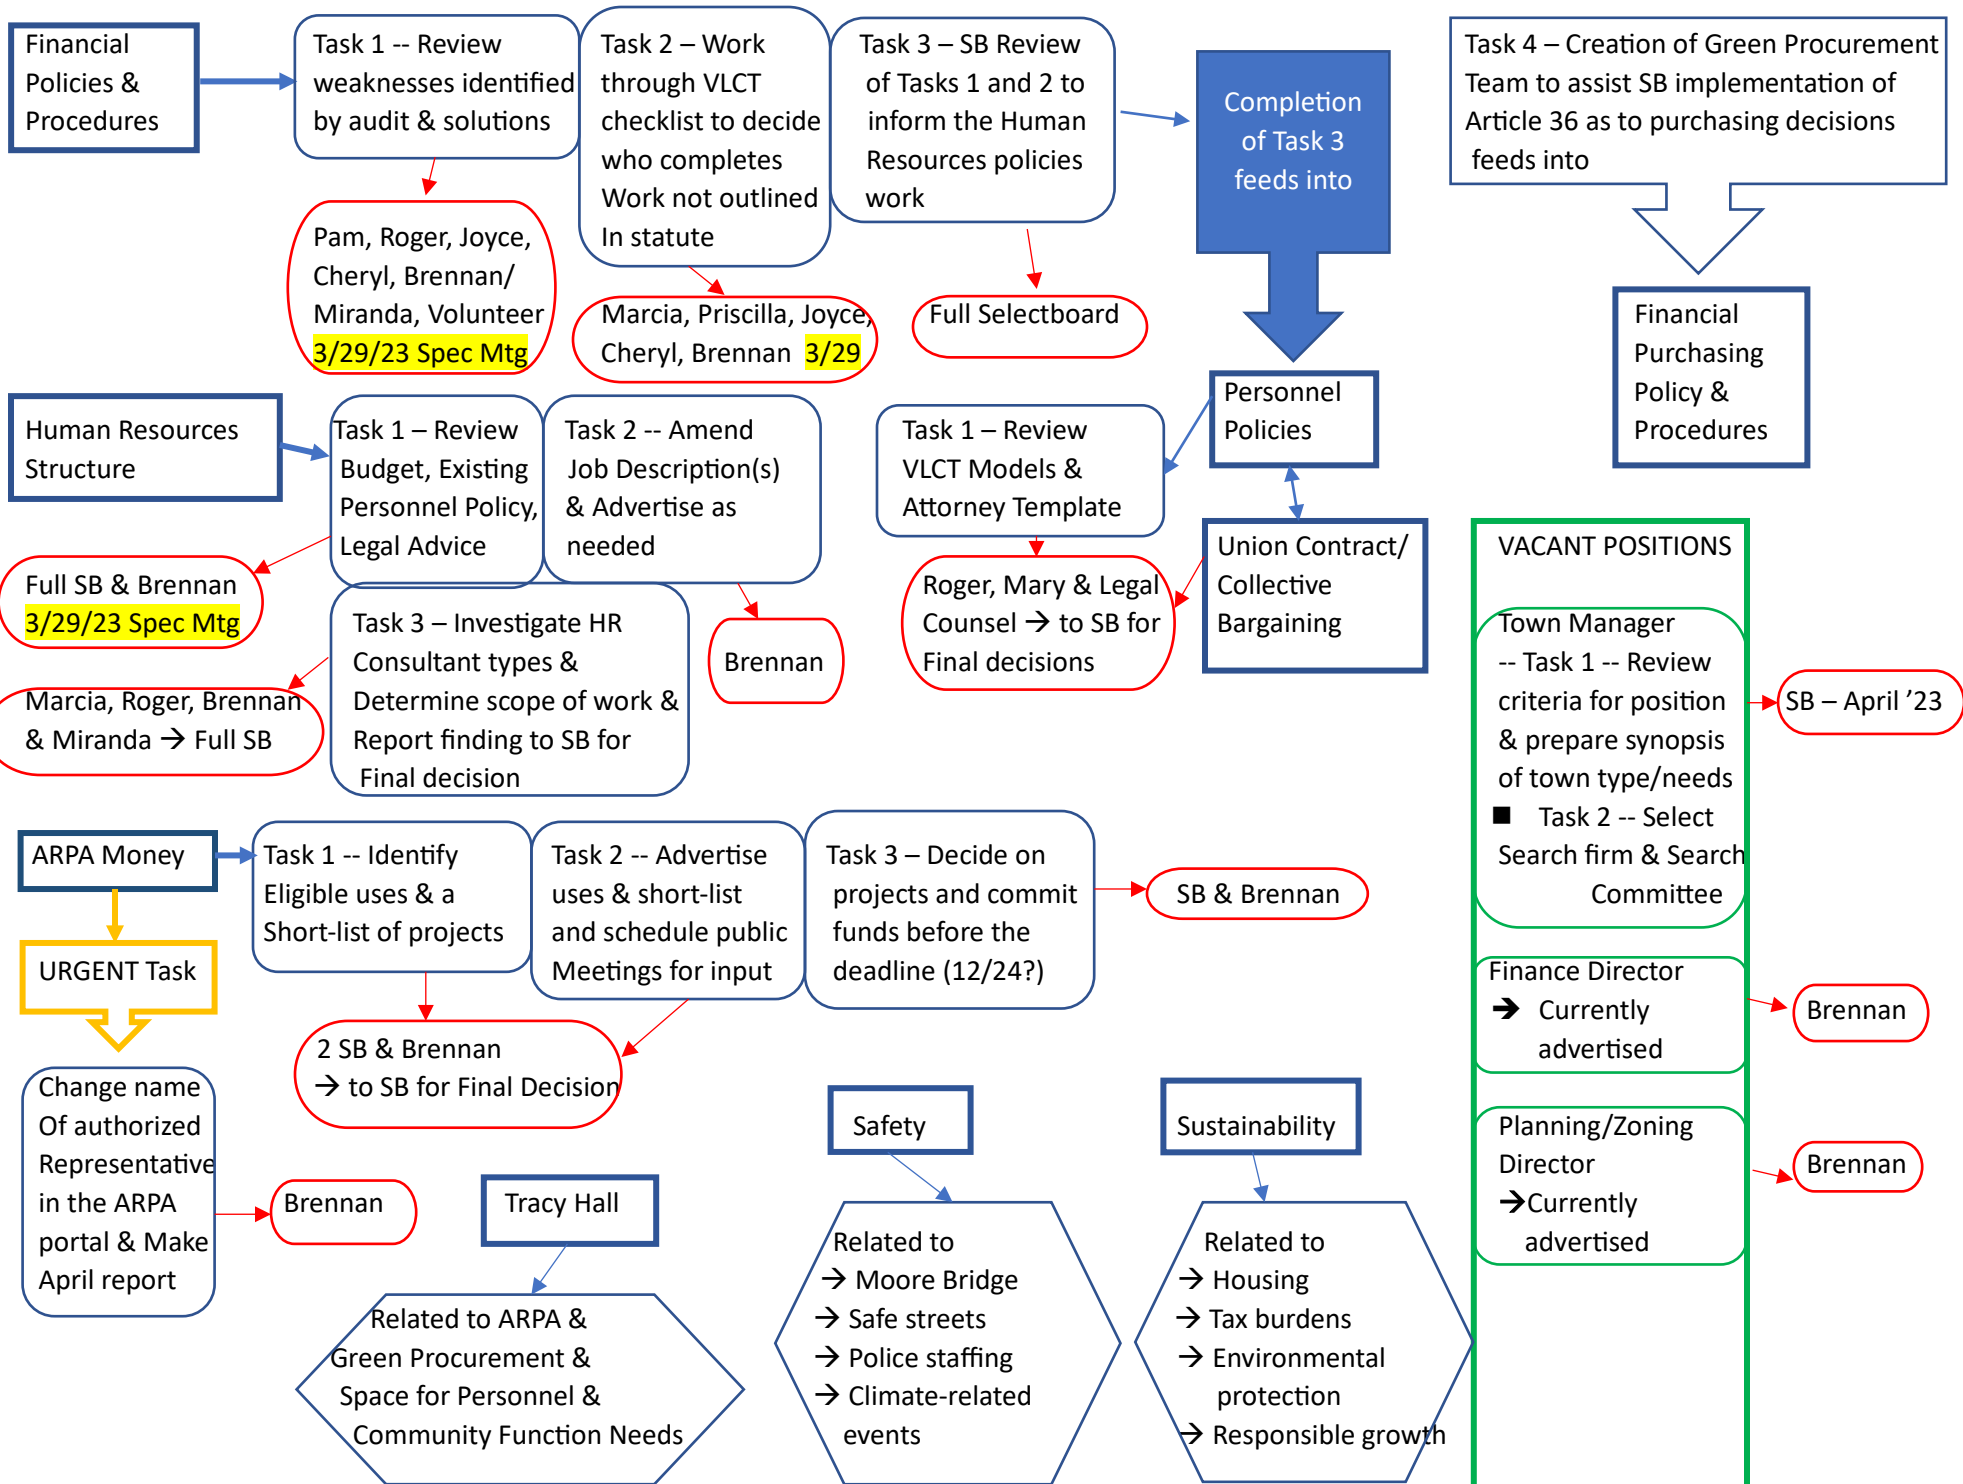 Financial
Policies &
Procedures
Task 1 -- Review
weaknesses identified
by audit & solutions
Task 2 – Work
through VLCT
checklist to decide
who completes
Work not outlined
In statute
Task 3 – SB Review
of Tasks 1 and 2 to
inform the Human
Resources policies
work
Completion
of Task 3
feeds into
Task 4 – Creation of Green Procurement
Team to assist SB implementation of
Article 36 as to purchasing decisions
feeds into
Pam, Roger, Joyce,
Cheryl, Brennan/
Miranda, Volunteer
3/29/23 Spec Mtg
Marcia, Priscilla, Joyce,
Cheryl, Brennan 3/29
Full Selectboard
Financial
Purchasing
Policy &
Procedures
Human Resources
Structure
Task 1 – Review
Budget, Existing
Personnel Policy,
Legal Advice
Task 2 -- Amend
Job Description(s)
& Advertise as
needed
Task 1 – Review
VLCT Models &
Attorney Template
Personnel
Policies
Full SB & Brennan
3/29/23 Spec Mtg
Task 3 – Investigate HR
Consultant types &
Determine scope of work &
Report finding to SB for
Final decision
Brennan
Roger, Mary & Legal
Counsel → to SB for
Final decisions
Union Contract/
Collective
Bargaining
Marcia, Roger, Brennan
& Miranda → Full SB
VACANT POSITIONS
Town Manager
-- Task 1 -- Review
criteria for position
& prepare synopsis
of town type/needs
■ Task 2 -- Select
Search firm & Search
Committee
SB – April ’23
Finance Director
→ Currently
advertised
Brennan
Planning/Zoning
Director
→Currently
advertised
Brennan
ARPA Money
Task 1 -- Identify
Eligible uses & a
Short-list of projects
Task 2 -- Advertise
uses & short-list
and schedule public
Meetings for input
Task 3 – Decide on
projects and commit
funds before the
deadline (12/24?)
SB & Brennan
URGENT Task
2 SB & Brennan
→ to SB for Final Decision
Change name
Of authorized
Representative
in the ARPA
portal & Make
April report
Brennan
Tracy Hall
Related to ARPA &
Green Procurement &
Space for Personnel &
Community Function Needs
Safety
Related to
→ Moore Bridge
→ Safe streets
→ Police staffing
→ Climate-related
events
Sustainability
Related to
→ Housing
→ Tax burdens
→ Environmental
protection
→ Responsible growth